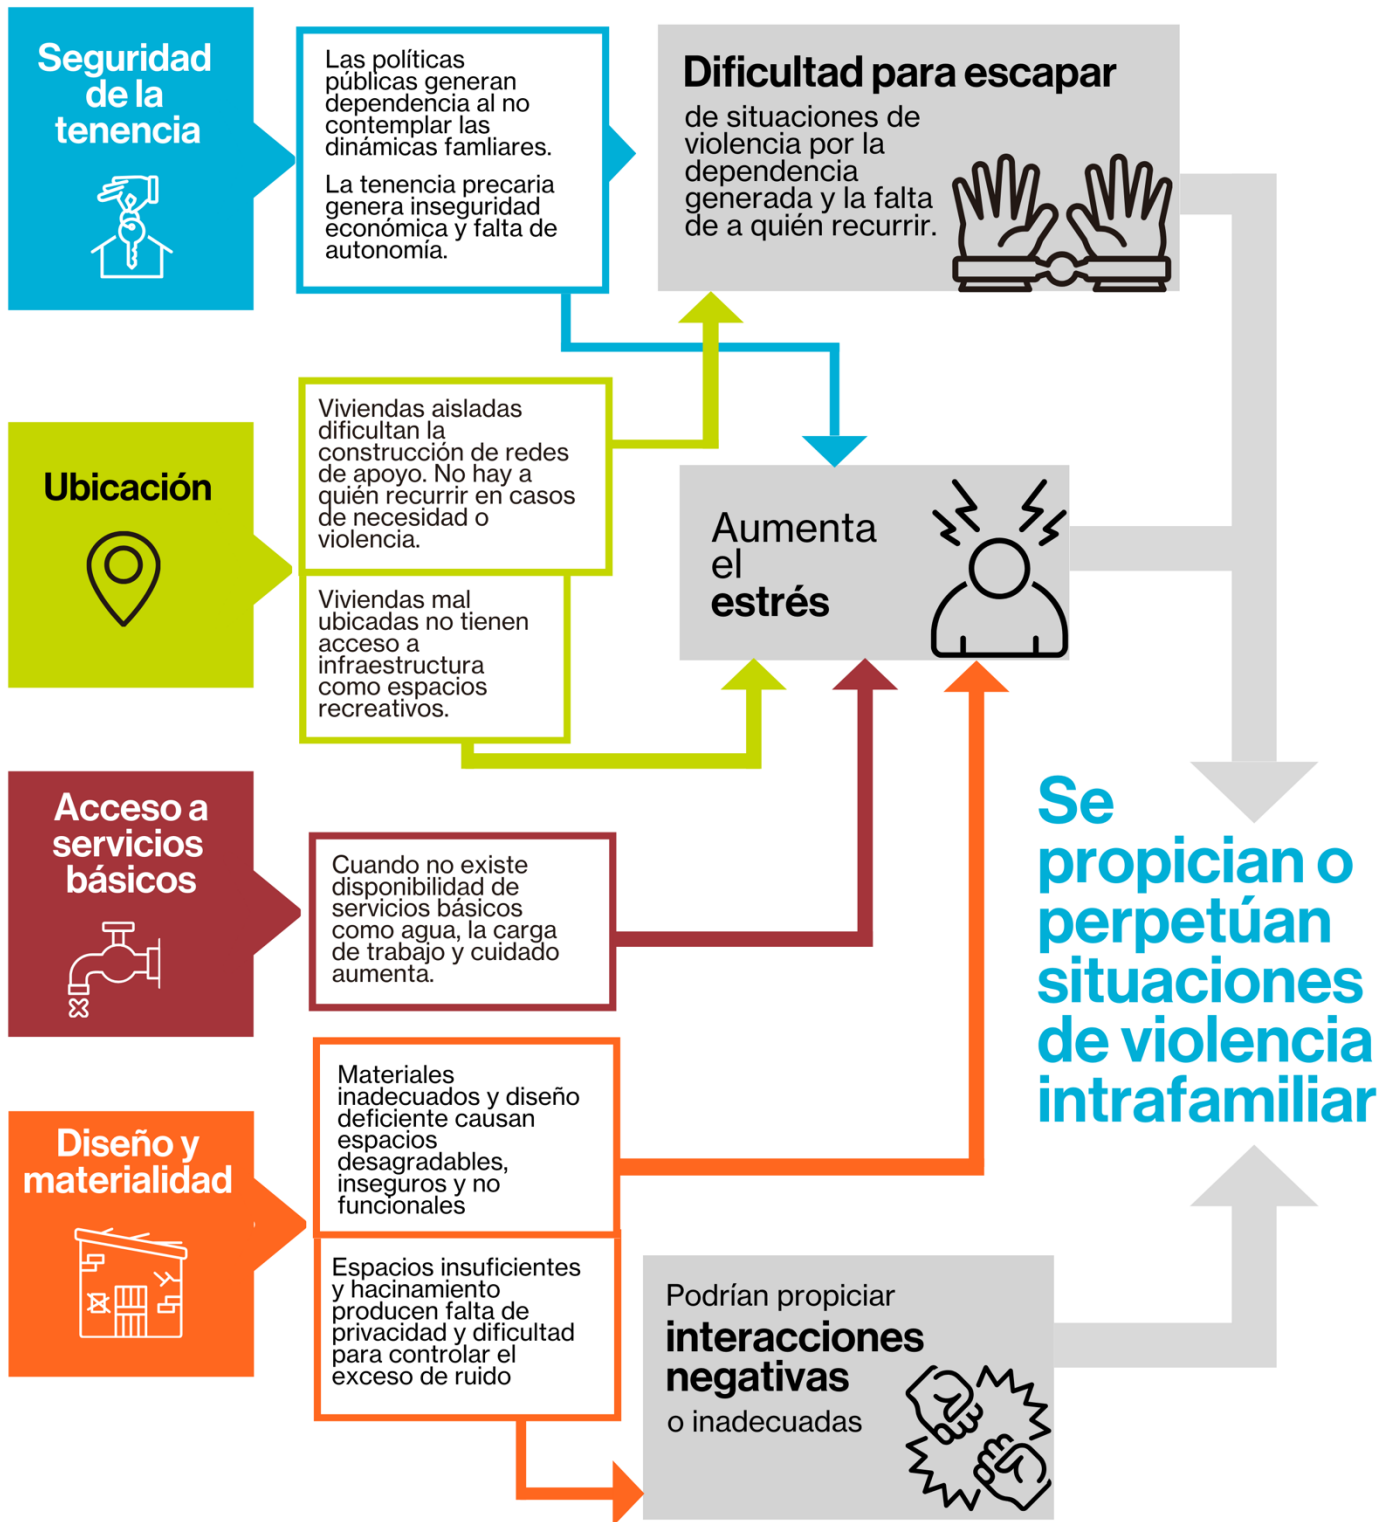 Seguridad
de la
tenencia
Las políticas
públicas generan
dependencia al no
contemplar las
dinámicas famliares.
La tenencia precaria
genera inseguridad
económica y falta de
autonomía.
Dificultad para escapar
de situaciones de
violencia por la
dependencia
generada y la falta
de a quién recurrir.
Ubicación
Viviendas aisladas
dificultan la
construcción de redes
de apoyo. No hay a
quién recurrir en casos
de necesidad o
violencia.
Viviendas mal
ubicadas no tienen
acceso a
infraestructura
como espacios
recreativos.
Aumenta
el
estrés
Acceso a
servicios
básicos
Cuando no existe
disponibilidad de
servicios básicos
como agua, la carga
de trabajo y cuidado
aumenta.
Se
propician o
perpetúan
situaciones
de violencia
intrafamiliar
Diseño y
materialidad
Materiales
inadecuados y diseño
deficiente causan
espacios
desagradables,
inseguros y no
funcionales
Espacios insuficientes
y hacinamiento
producen falta de
privacidad y dificultad
para controlar el
exceso de ruido
Podrían propiciar
interacciones
negativas
o inadecuadas